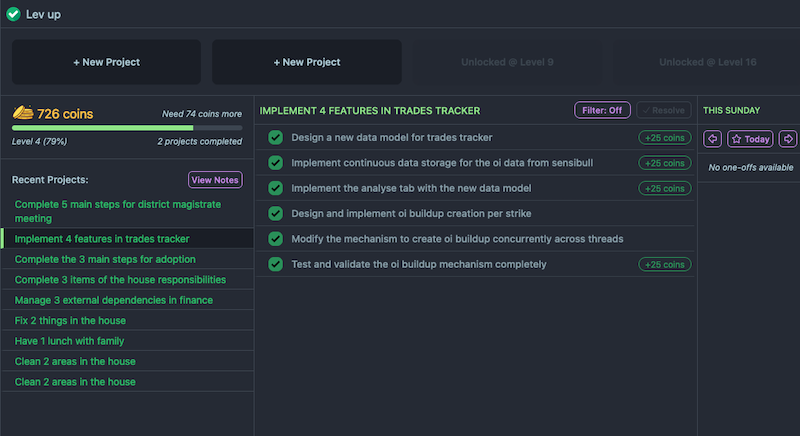 Lev up
+ New Project
+ New Project
Unlocked @ Level 9
Unlocked @ Level 16
726 coins
Need 74 coins more
Level 4 (79%)
2 projects completed
Recent Projects:
View Notes
Complete 5 main steps for district magistrate
meeting
Implement 4 features in trades tracker
Complete the 3 main steps for adoption
Complete 3 items of the house responsibilities
Manage 3 external dependencies in finance
Fix 2 things in the house
Have 1 lunch with family
Clean 2 areas in the house
Clean 2 areas in the house
IMPLEMENT 4 FEATURES IN TRADES TRACKER
Filter: Off
✓ Resolve
Design a new data model for trades tracker
+25 coins
Implement continuous data storage for the oi data from sensibull
+25 coins
Implement the analyse tab with the new data model
+25 coins
Design and implement oi buildup creation per strike
Modify the mechanism to create oi buildup concurrently across threads
Test and validate the oi buildup mechanism completely
+25 coins
THIS SUNDAY
Today
No one-offs available